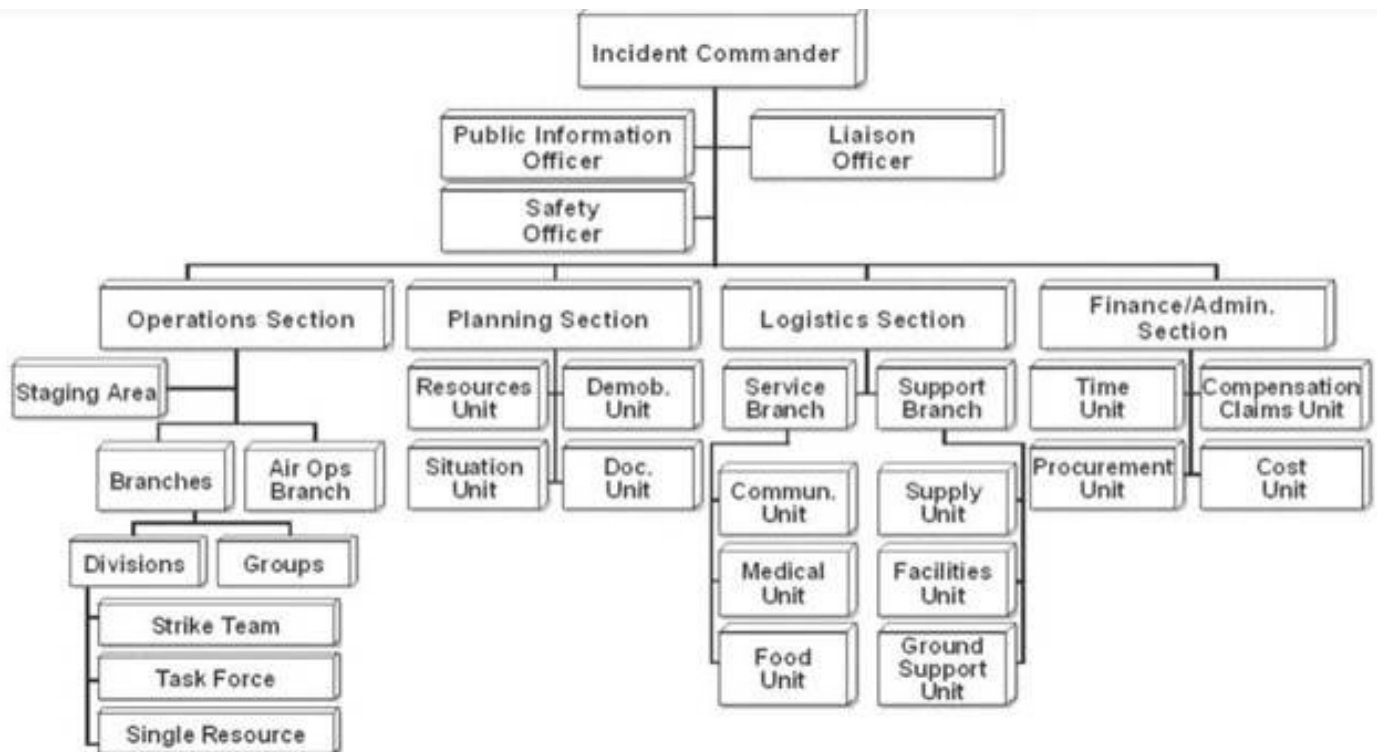 Incident Commander
Public Information
Officer
Liaison
Officer
Safety
Officer
Operations Section
Planning Section
Logistics Section
Finance/Admin.
Section
Staging Area
Branches
Air Ops
Branch
Divisions
Groups
Strike Team
Task Force
Single Resource
Resources
Unit
Demob.
Unit
Situation
Unit
Doc.
Unit
Service
Branch
Support
Branch
Commun.
Unit
Medical
Unit
Food
Unit
Supply
Unit
Facilities
Unit
Ground
Support
Unit
Time
Unit
Compensation
Claims Unit
Procurement
Unit
Cost
Unit